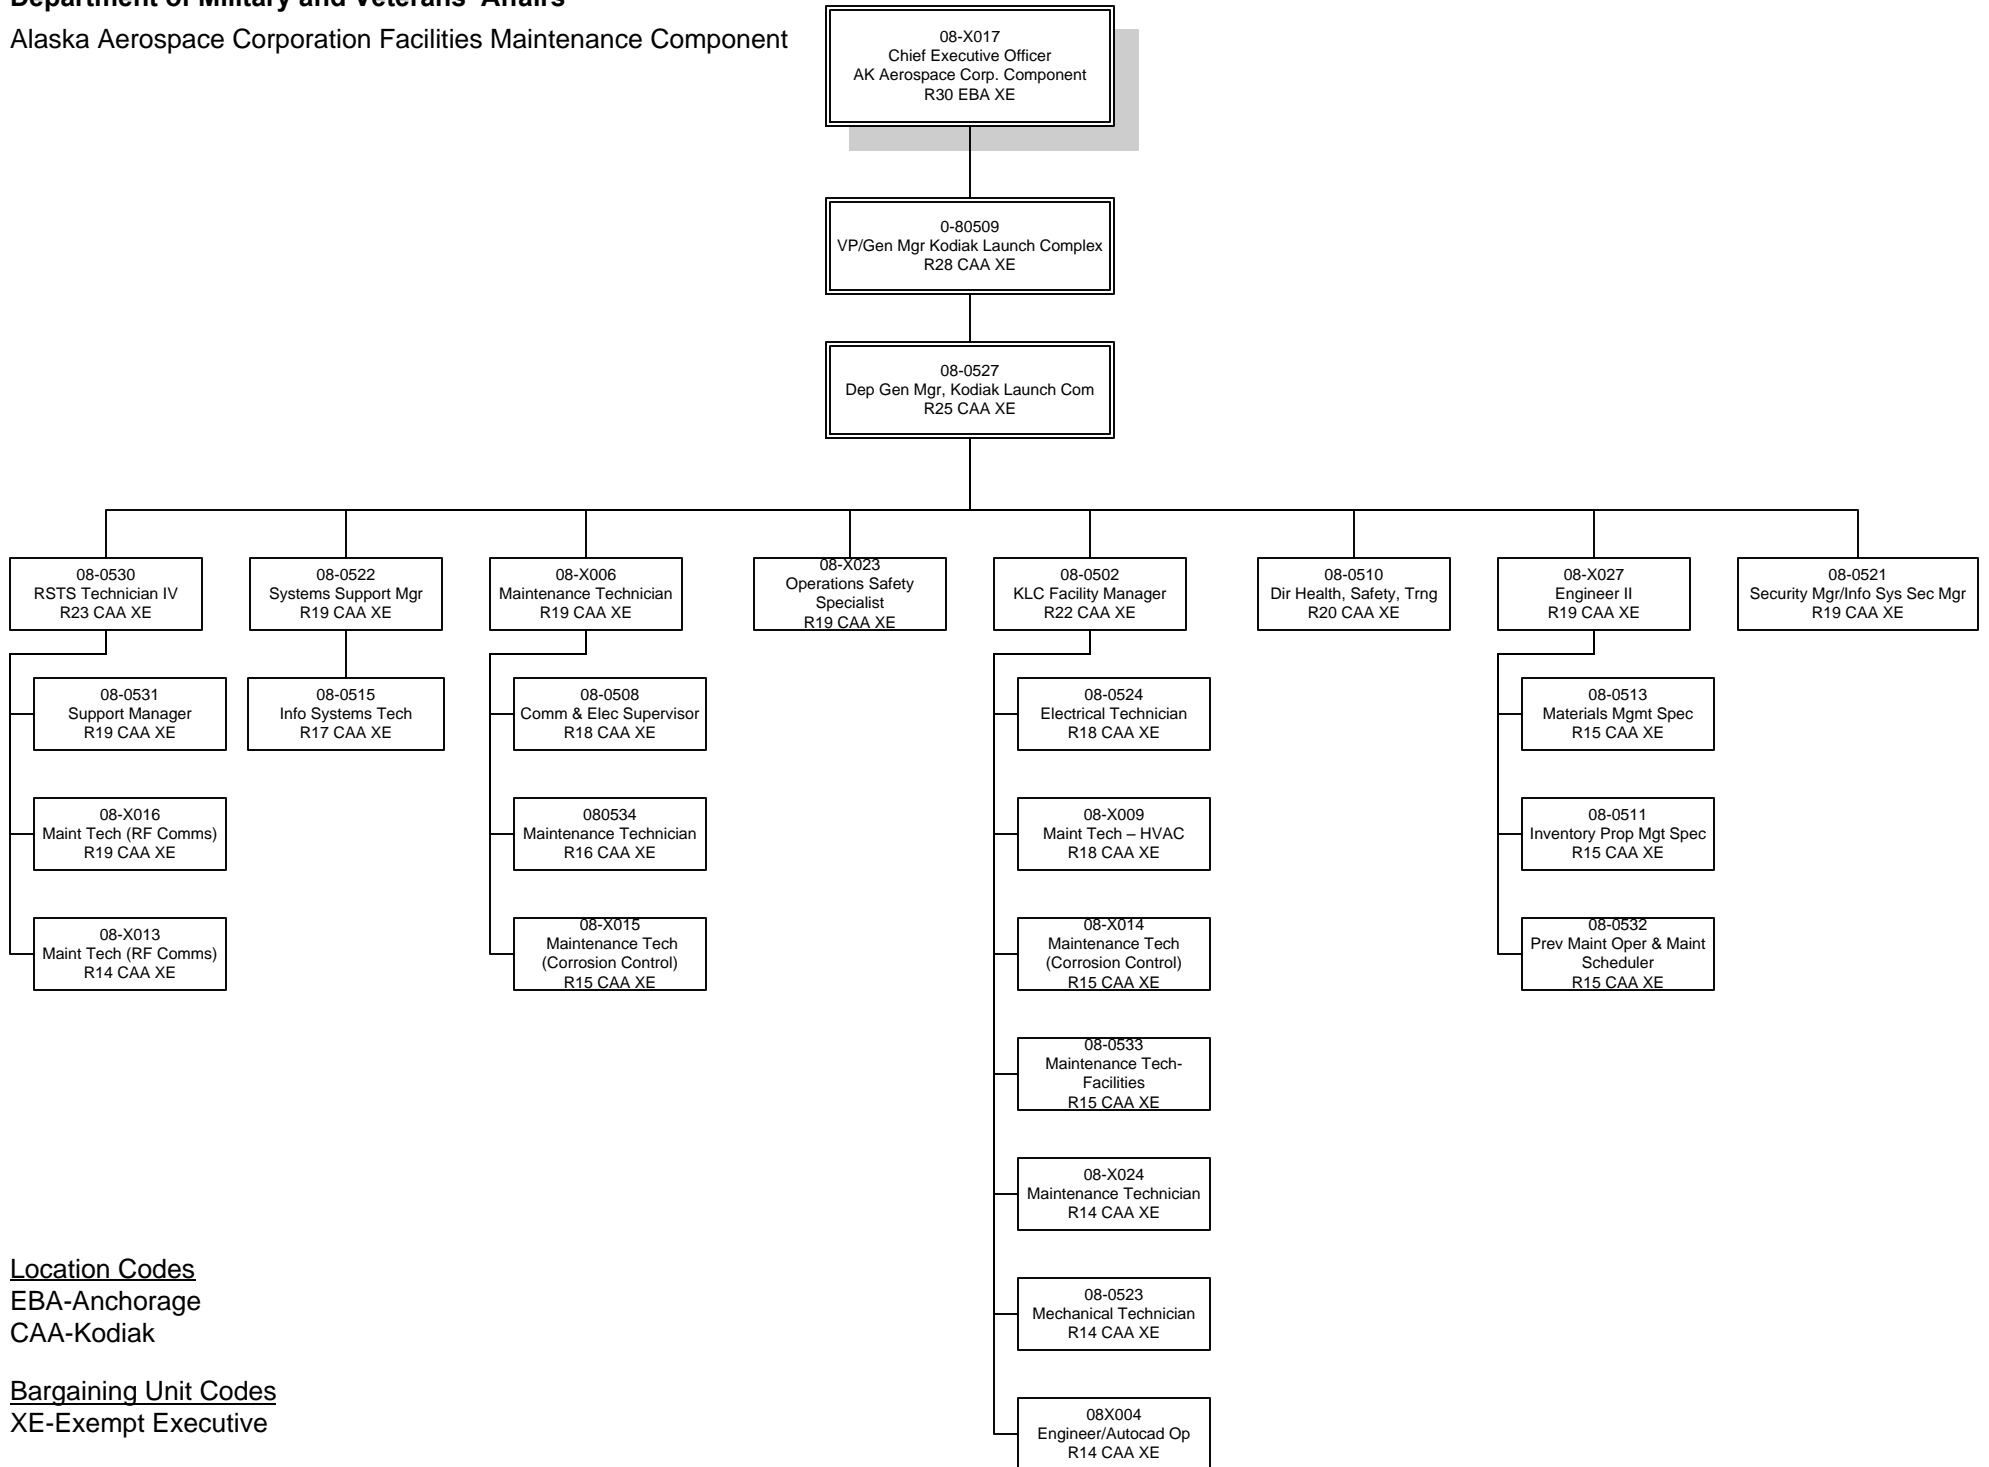 Department of Military and Veterans' Affairs
Alaska Aerospace Corporation Facilities Maintenance Component
08-X017
Chief Executive Officer
AK Aerospace Corp. Component
R30 EBA XE
0-80509
VP/Gen Mgr Kodiak Launch Complex
R28 CAA XE
08-0527
Dep Gen Mgr, Kodiak Launch Com
R25 CAA XE
08-0530
RSTS Technician IV
R23 CAA XE
08-0522
Systems Support Mgr
R19 CAA XE
08-X006
Maintenance Technician
R19 CAA XE
08-X023
Operations Safety
Specialist
R19 CAA XE
08-0502
KLC Facility Manager
R22 CAA XE
08-0510
Dir Health, Safety, Trng
R20 CAA XE
08-X027
Engineer II
R19 CAA XE
08-0521
Security Mgr/Info Sys Sec Mgr
R19 CAA XE
08-0531
Support Manager
R19 CAA XE
08-0515
Info Systems Tech
R17 CAA XE
08-0508
Comm & Elec Supervisor
R18 CAA XE
08-0524
Electrical Technician
R18 CAA XE
08-0513
Materials Mgmt Spec
R15 CAA XE
08-X016
Maint Tech (RF Comms)
R19 CAA XE
080534
Maintenance Technician
R16 CAA XE
08-X009
Maint Tech – HVAC
R18 CAA XE
08-0511
Inventory Prop Mgt Spec
R15 CAA XE
08-X013
Maint Tech (RF Comms)
R14 CAA XE
08-X015
Maintenance Tech
(Corrosion Control)
R15 CAA XE
08-X014
Maintenance Tech
(Corrosion Control)
R15 CAA XE
08-0532
Prev Maint Oper & Maint
Scheduler
R15 CAA XE
08-0533
Maintenance Tech-
Facilities
R15 CAA XE
08-X024
Maintenance Technician
R14 CAA XE
08-0523
Mechanical Technician
R14 CAA XE
08X004
Engineer/Autocad Op
R14 CAA XE
Location Codes
EBA-Anchorage
CAA-Kodiak
Bargaining Unit Codes
XE-Exempt Executive